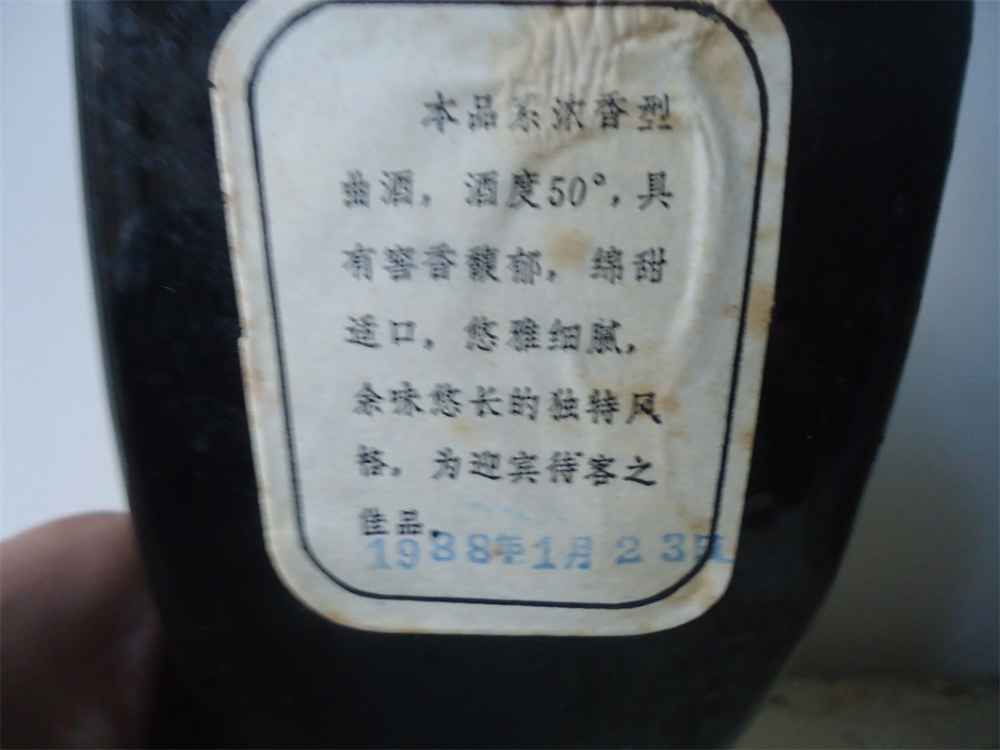 本品系浓香型
曲酒，酒度50°，具
有窖香馥郁，绵甜
适口，悠雅细腻，
余味悠长的独特风
格。为迎宾待客之
佳品。
1988年1月23日